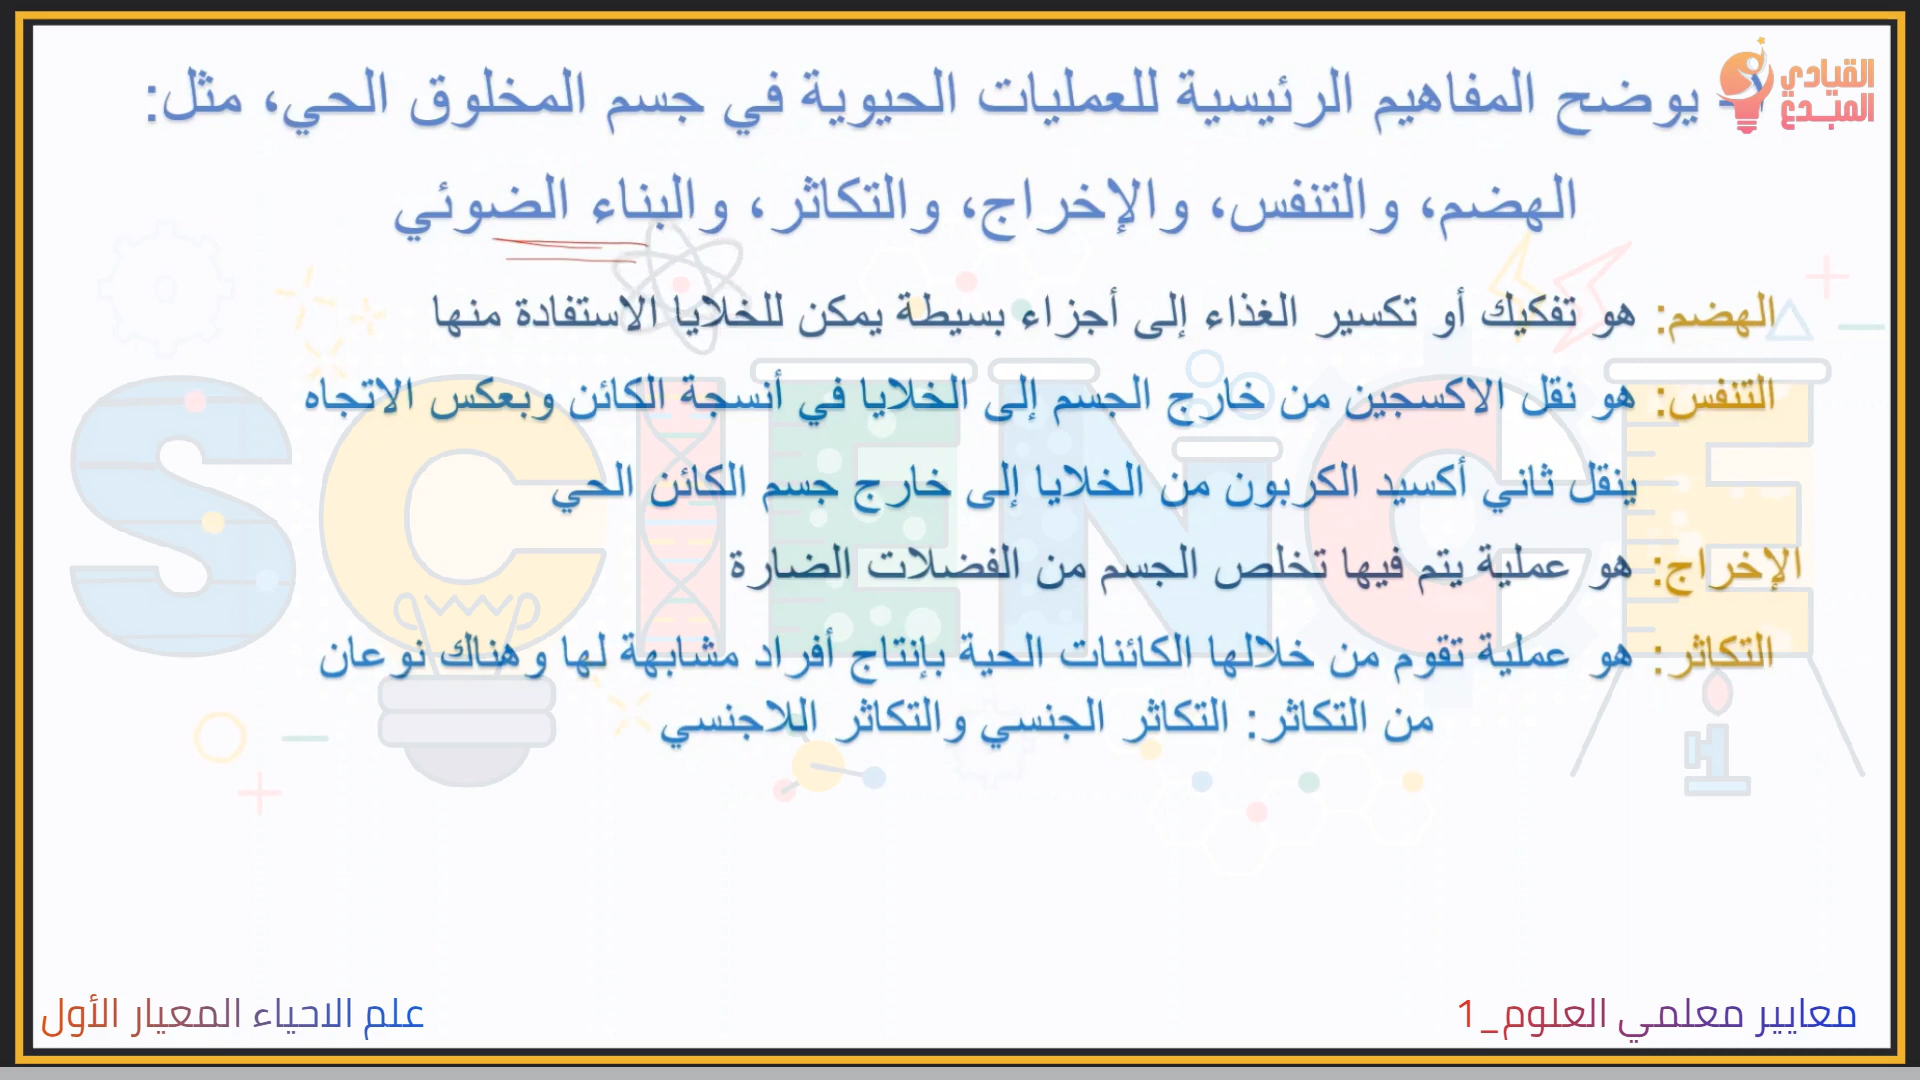 القيادي
المبدع
- يوضح المفاهيم الرئيسية للعمليات الحيوية في جسم المخلوق الحي، مثل:
الهضم، والتنفس، والإخراج، والتكاثر، والبناء الضوئي
الهضم: هو تفكيك أو تكسير الغذاء إلى أجزاء بسيطة يمكن للخلايا الاستفادة منها
التنفس: هو نقل الاكسجين من خارج الجسم إلى الخلايا في أنسجة الكائن وبعكس الاتجاه
ينقل ثاني أكسيد الكربون من الخلايا إلى خارج جسم الكائن الحي
الإخراج: هو عملية يتم فيها تخلص الجسم من الفضلات الضارة
التكاثر: هو عملية تقوم من خلالها الكائنات الحية بإنتاج أفراد مشابهة لها وهناك نوعان
من التكاثر: التكاثر الجنسي والتكاثر اللاجنسي
SCIENCE
معايير معلمي العلوم_1
علم الاحياء المعيار الأول